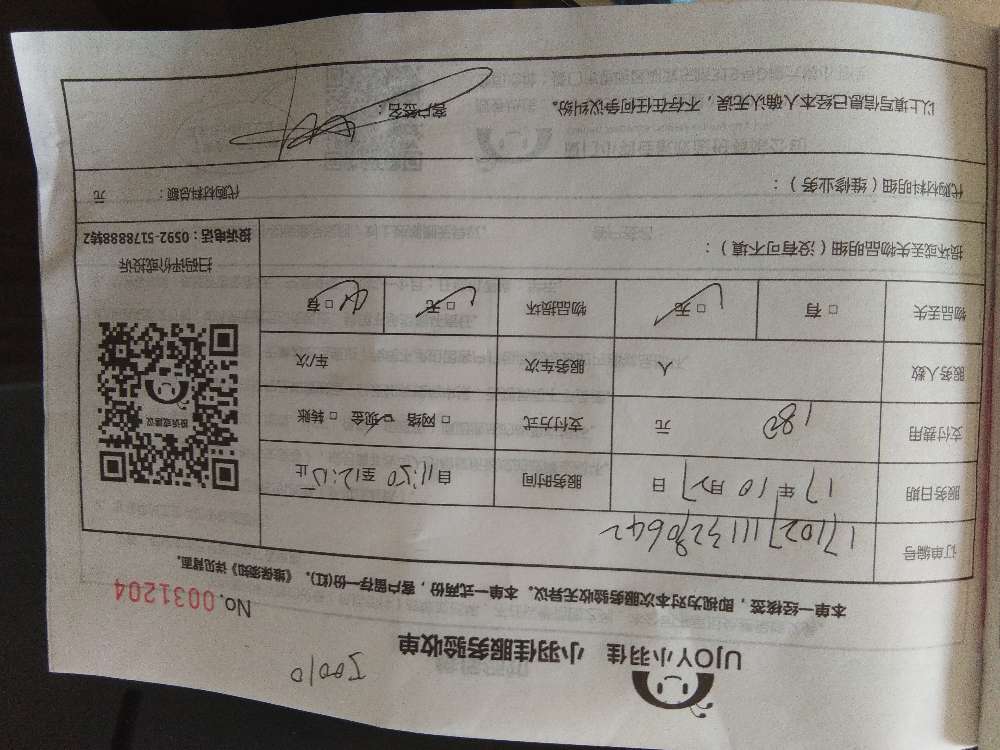 50010
UJOY小羽佳 小羽佳服务验收单
No.0031204
本单一经核签，即视为对本次服务验收无异议。本单一式两份，客户留存一份(红)。《维保须知》详见背面。
订单编号 171027111328642
服务日期 17年10月27日 服务时间 自11:50至12:15止
支付费用 180 元 支付方式 □网络 □现金 □转账
服务人数 人 服务车次 车/次
物品丢失 □有 □无 物品损坏 □无 □有
损坏或丢失物品明细（没有可不填）：
投诉或建议
扫码评价或投诉
投诉电话：0592-5178888转2
代购材料明细（维修业务）： 代购材料总额： 元
以上填写信息已经本人确认无误，不存在任何争议纠纷。 客户签名：